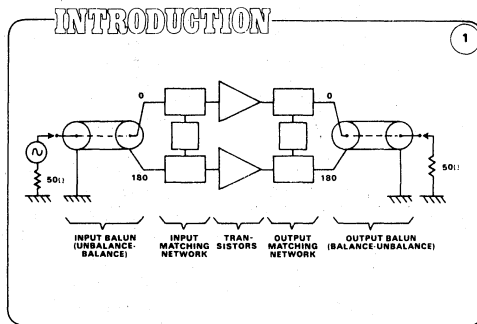 INTRODUCTION
1
0
0
50Ω
180
180
50Ω
INPUT BALUN
(UNBALANCE-
BALANCE)
INPUT
MATCHING
NETWORK
TRAN-
SISTORS
OUTPUT
MATCHING
NETWORK
OUTPUT BALUN
(BALANCE-UNBALANCE)